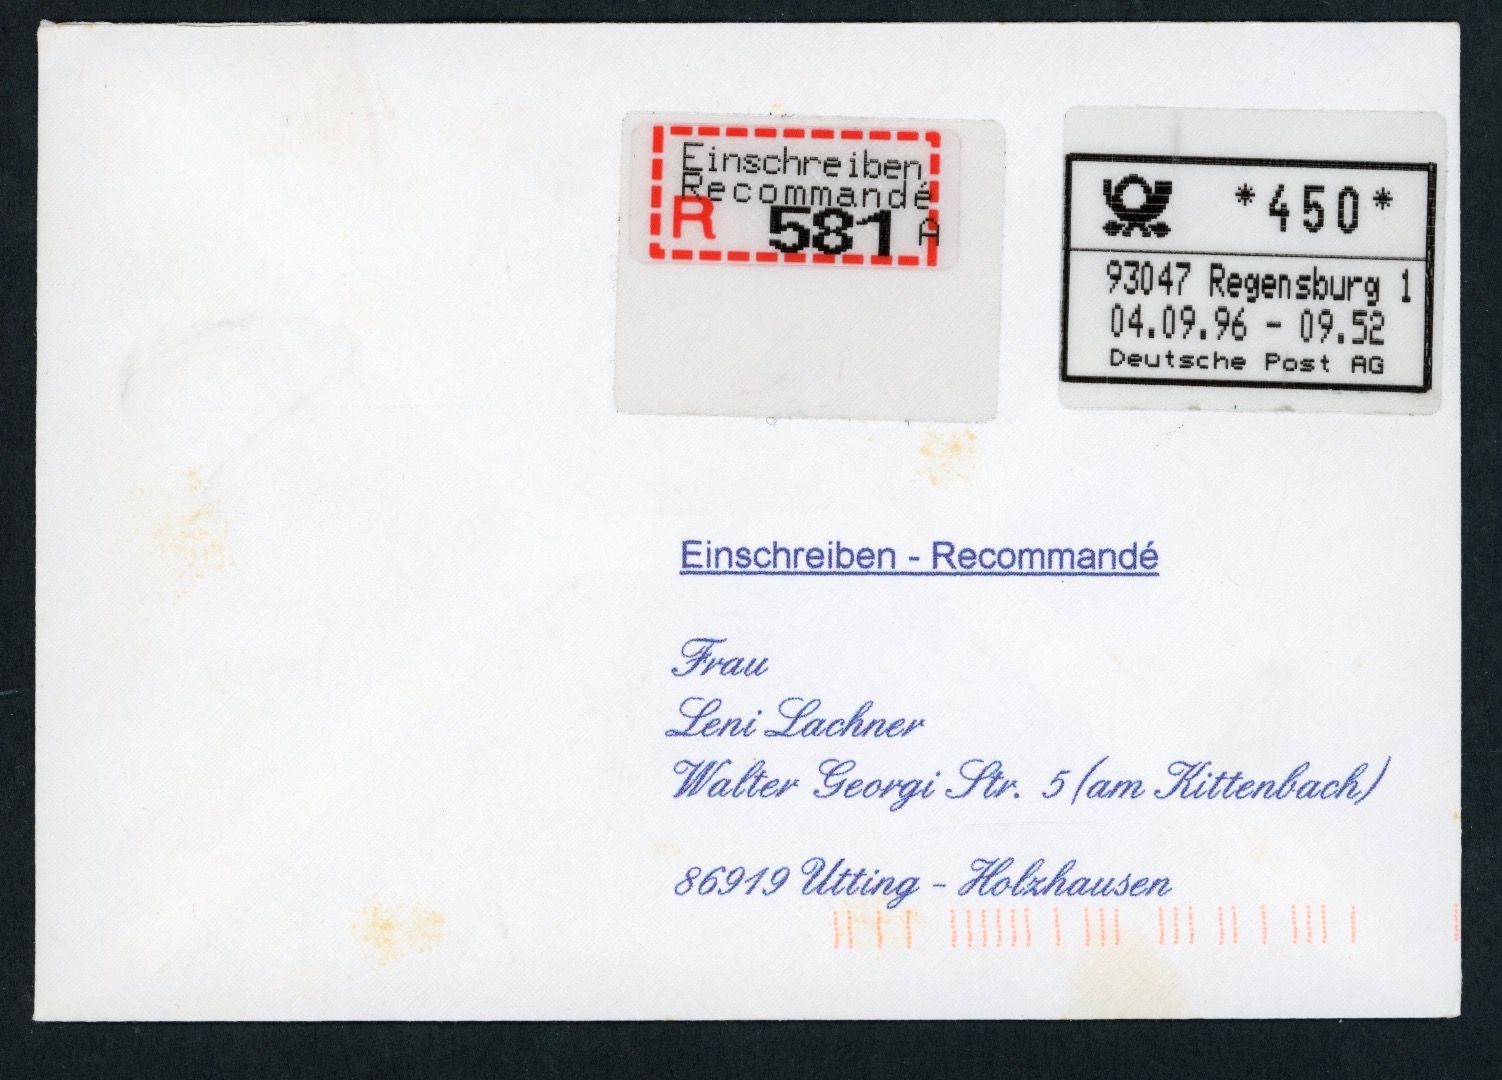 Einschreiben
Recommandé
R 581 A
*450*
93047 Regensburg 1
04.09.96 - 09.52
Deutsche Post AG
Einschreiben - Recommandé
Frau
Leni Lachner
Walter Georgi Str. 5 (am Kittenbach)
86919 Utting - Holzhausen